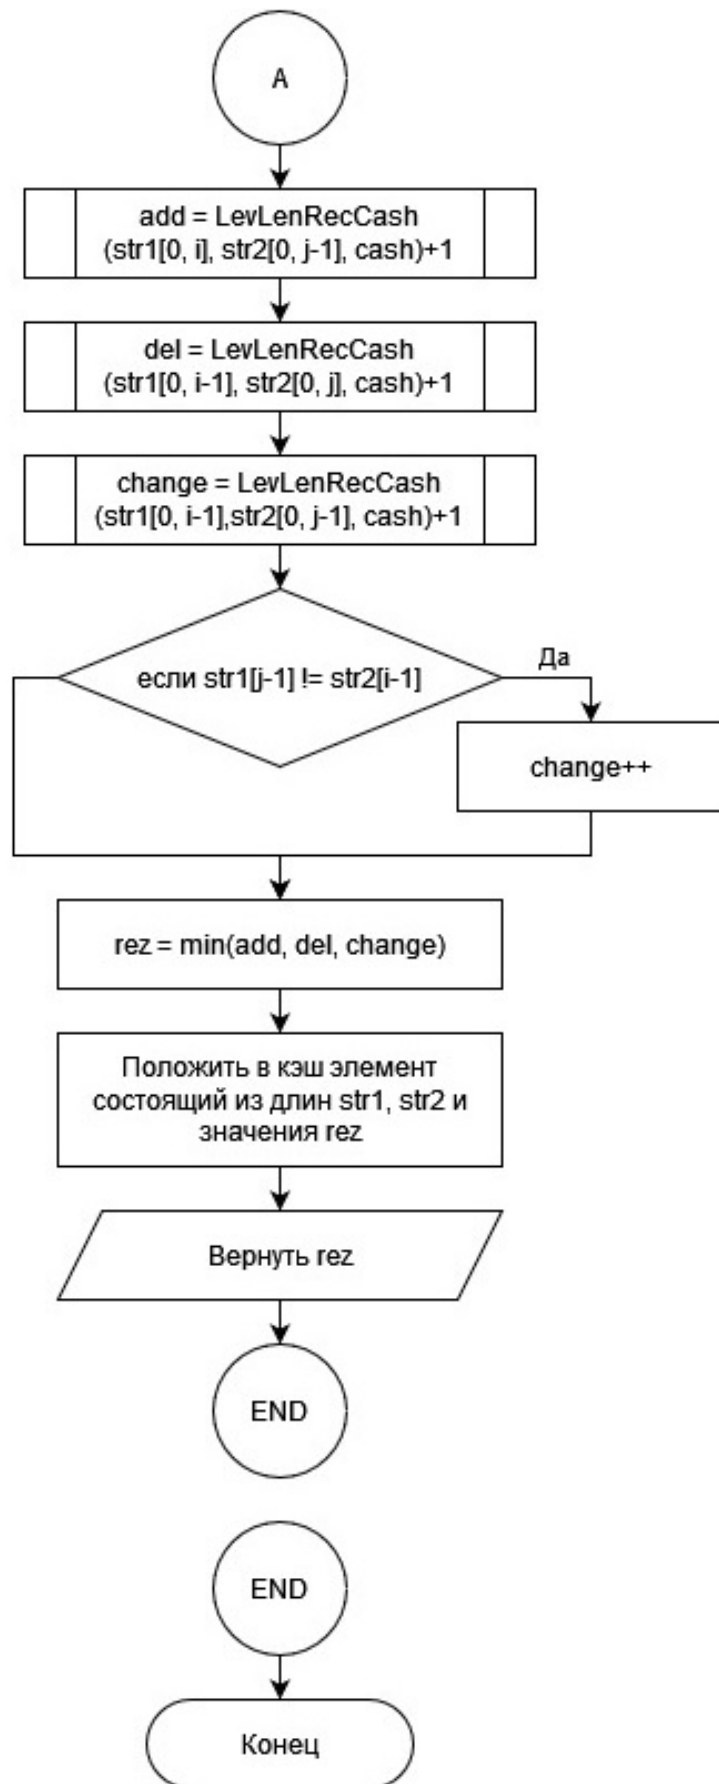 A
add = LevLenRecCash
(str1[0, i], str2[0, j-1], cash)+1
del = LevLenRecCash
(str1[0, i-1], str2[0, j], cash)+1
change = LevLenRecCash
(str1[0, i-1],str2[0, j-1], cash)+1
если str1[j-1] != str2[i-1]
Да
change++
rez = min(add, del, change)
Положить в кэш элемент
состоящий из длин str1, str2 и
значения rez
Вернуть rez
END
END
Конец